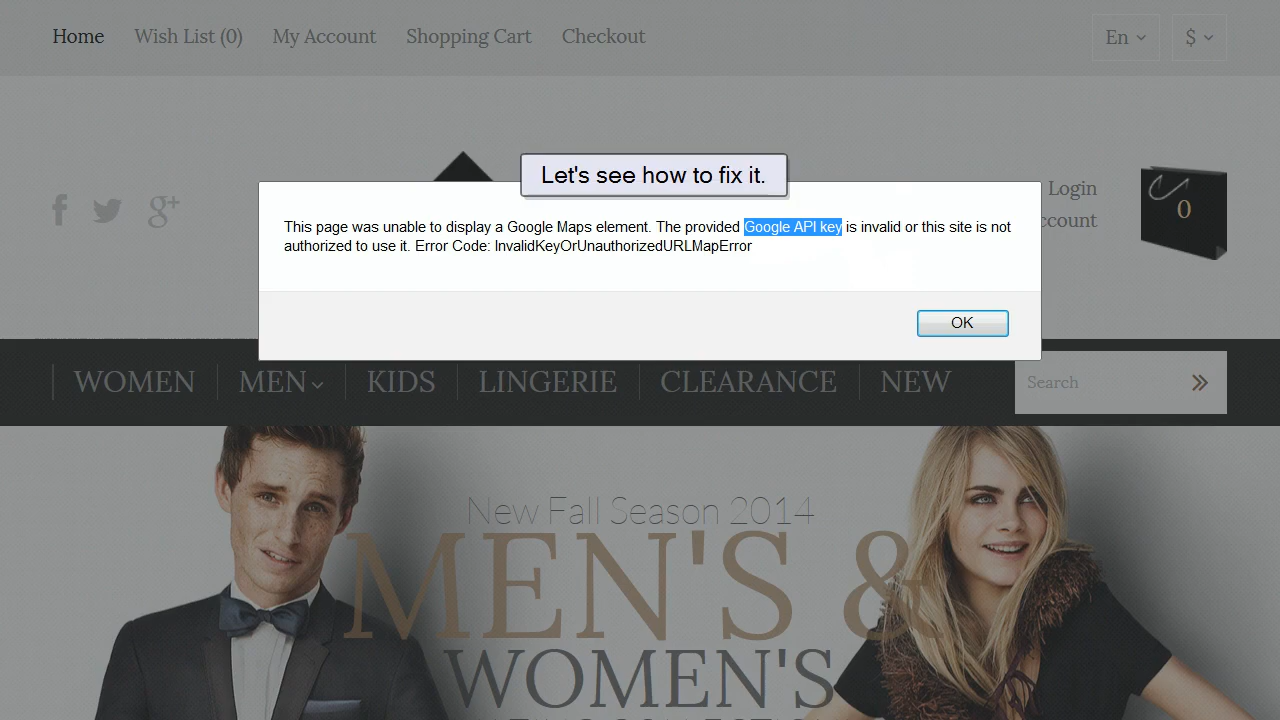 Home Wish List (0) My Account Shopping Cart Checkout En $
Let's see how to fix it.
This page was unable to display a Google Maps element. The provided Google API key is invalid or this site is not
authorized to use it. Error Code: InvalidKeyOrUnauthorizedURLMapError
Login
0
OK
WOMEN MEN KIDS LINGERIE CLEARANCE NEW Search
New Fall Season 2014
MEN'S &
WOMEN'S